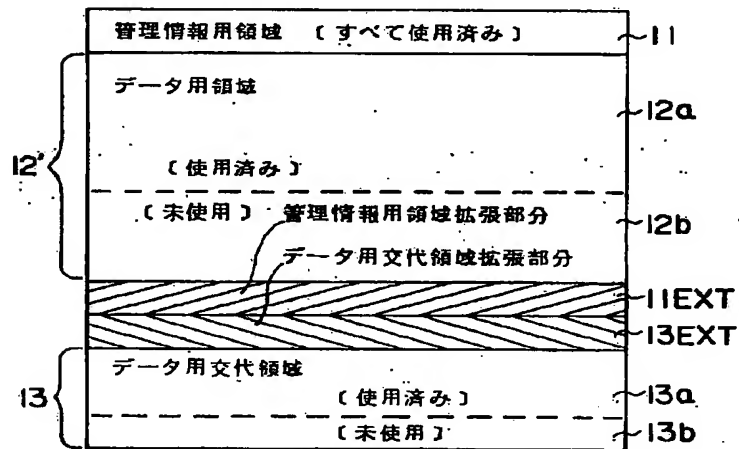 管理情報用領域 〔すべて使用済み〕 11
データ用領域
12a
12'
〔使用済み〕
〔未使用〕 管理情報用領域拡張部分
12b
データ用交代領域拡張部分
11EXT
13EXT
データ用交代領域
13
〔使用済み〕 13a
〔未使用〕 13b